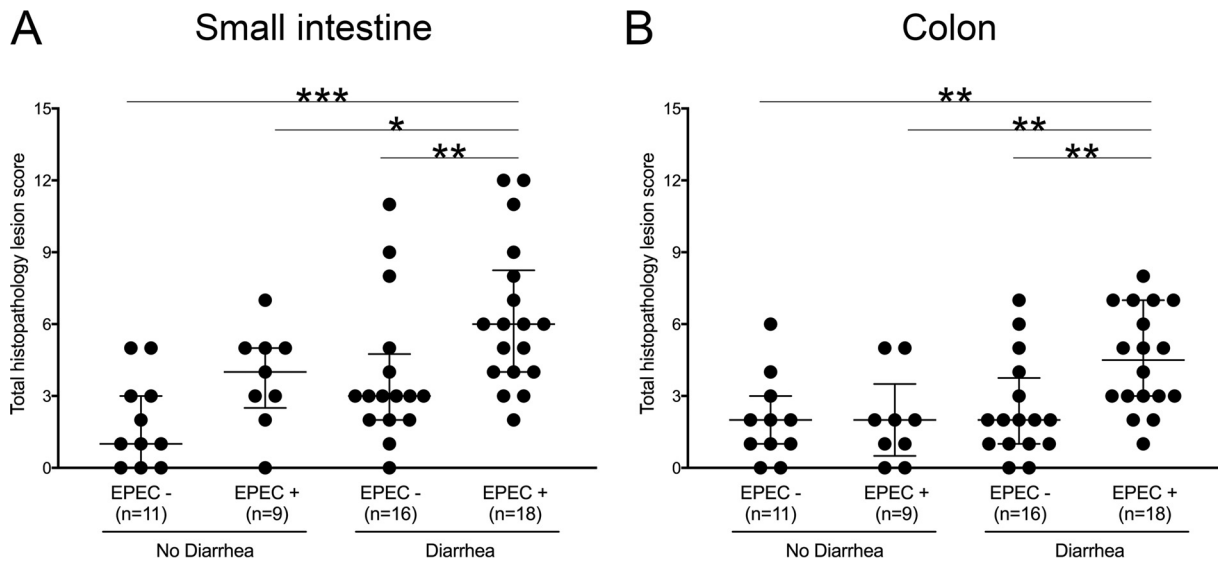 A
Small intestine
Total histopathology lesion score
15
12
9
6
3
0
***
*
**
EPEC -
(n=11)
EPEC +
(n=9)
EPEC -
(n=16)
EPEC +
(n=18)
No Diarrhea
Diarrhea
B
Colon
Total histopathology lesion score
15
12
9
6
3
0
**
**
**
EPEC -
(n=11)
EPEC +
(n=9)
EPEC -
(n=16)
EPEC +
(n=18)
No Diarrhea
Diarrhea